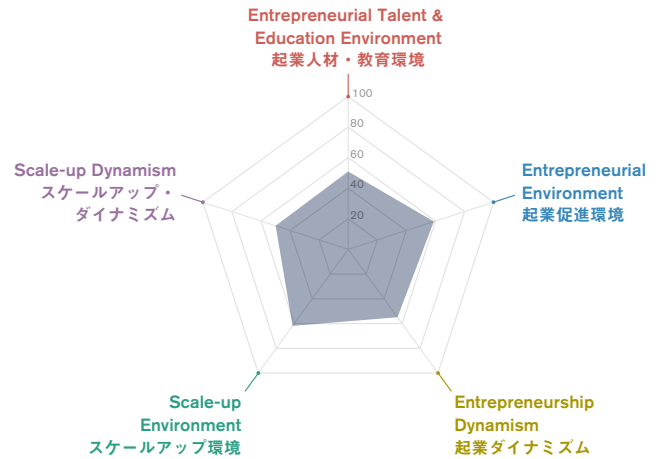 Entrepreneurial Talent &
Education Environment
起業人材・教育環境
100
80
60
40
20
Scale-up Dynamism
スケールアップ・
ダイナミズム
Entrepreneurial
Environment
起業促進環境
Scale-up
Environment
スケールアップ環境
Entrepreneurship
Dynamism
起業ダイナミズム